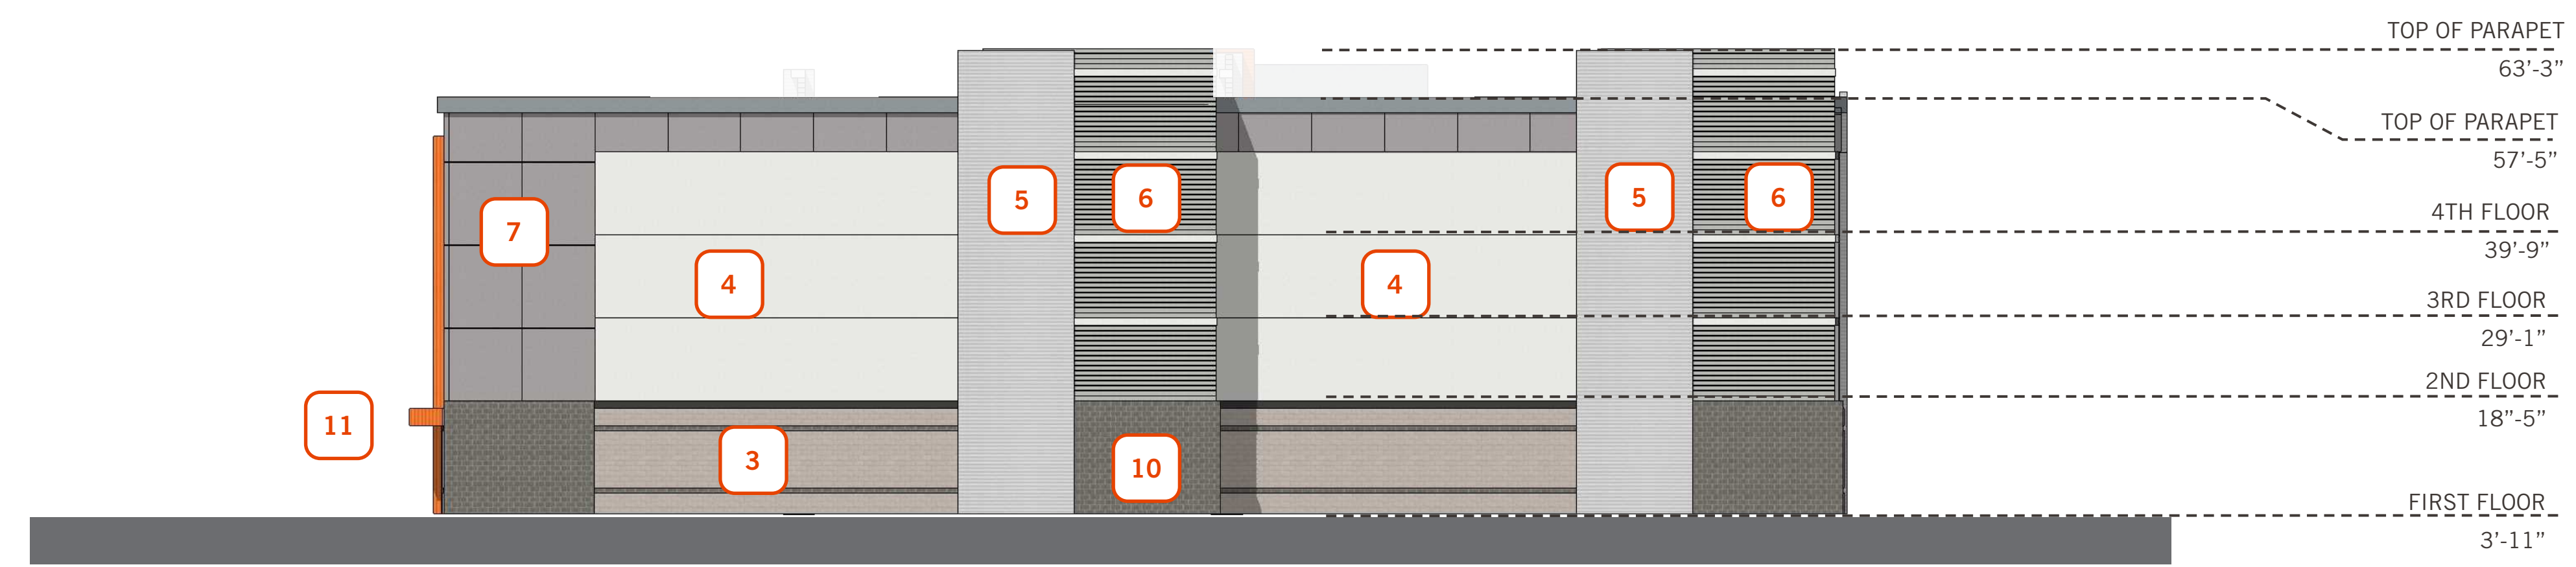 TOP OF PARAPET
63’-3”
TOP OF PARAPET
57’-5”
5
6
5
6
4TH FLOOR
7
39’-9”
4
4
3RD FLOOR
29’-1”
2ND FLOOR
11
18”-5”
3
10
FIRST FLOOR
3’-11”